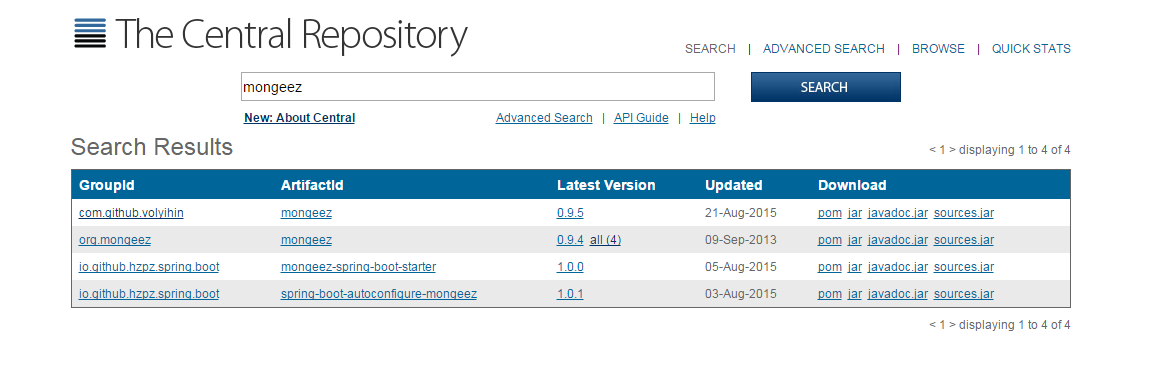 The Central Repository
SEARCH | ADVANCED SEARCH | BROWSE | QUICK STATS
mongeez SEARCH
New: About Central Advanced Search | API Guide | Help
Search Results < 1 > displaying 1 to 4 of 4
GroupId ArtifactId Latest Version Updated Download
com.github.volyihin mongeez 0.9.5 21-Aug-2015 pom jar javadoc.jar sources.jar
org.mongeez mongeez 0.9.4 all (4) 09-Sep-2013 pom jar javadoc.jar sources.jar
io.github.hzpz.spring.boot mongeez-spring-boot-starter 1.0.0 05-Aug-2015 pom jar javadoc.jar sources.jar
io.github.hzpz.spring.boot spring-boot-autoconfigure-mongeez 1.0.1 03-Aug-2015 pom jar javadoc.jar sources.jar
< 1 > displaying 1 to 4 of 4